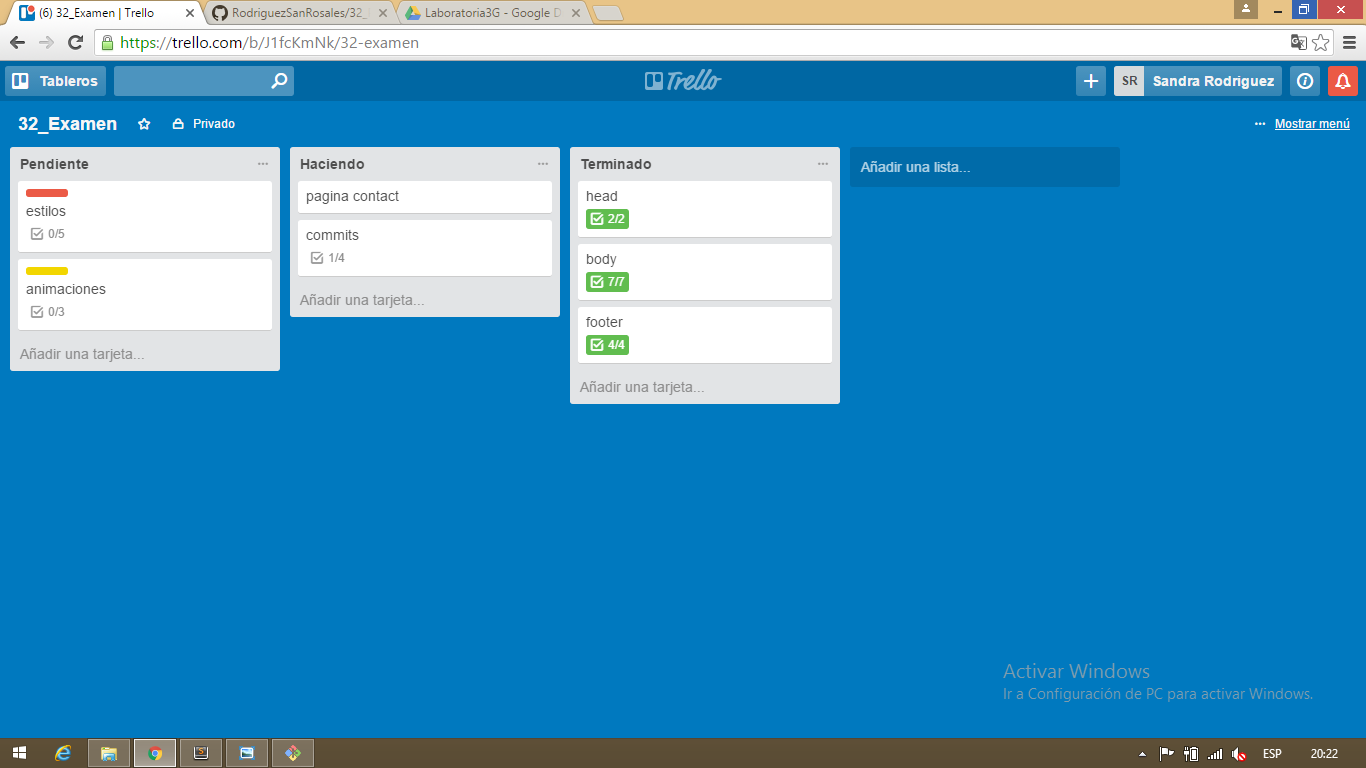 (6) 32_Examen | Trello
RodriguezSanRosales/32_
Laboratoria3G - Google D
https://trello.com/b/J1fcKmNk/32-examen
Tableros
Trello
SR Sandra Rodriguez
32_Examen
Privado
Mostrar menú
Pendiente
estilos
0/5
animaciones
0/3
Añadir una tarjeta...
Haciendo
pagina contact
commits
1/4
Añadir una tarjeta...
Terminado
head
2/2
body
7/7
footer
4/4
Añadir una tarjeta...
Añadir una lista...
Activar Windows
Ir a Configuración de PC para activar Windows.
ESP
20:22